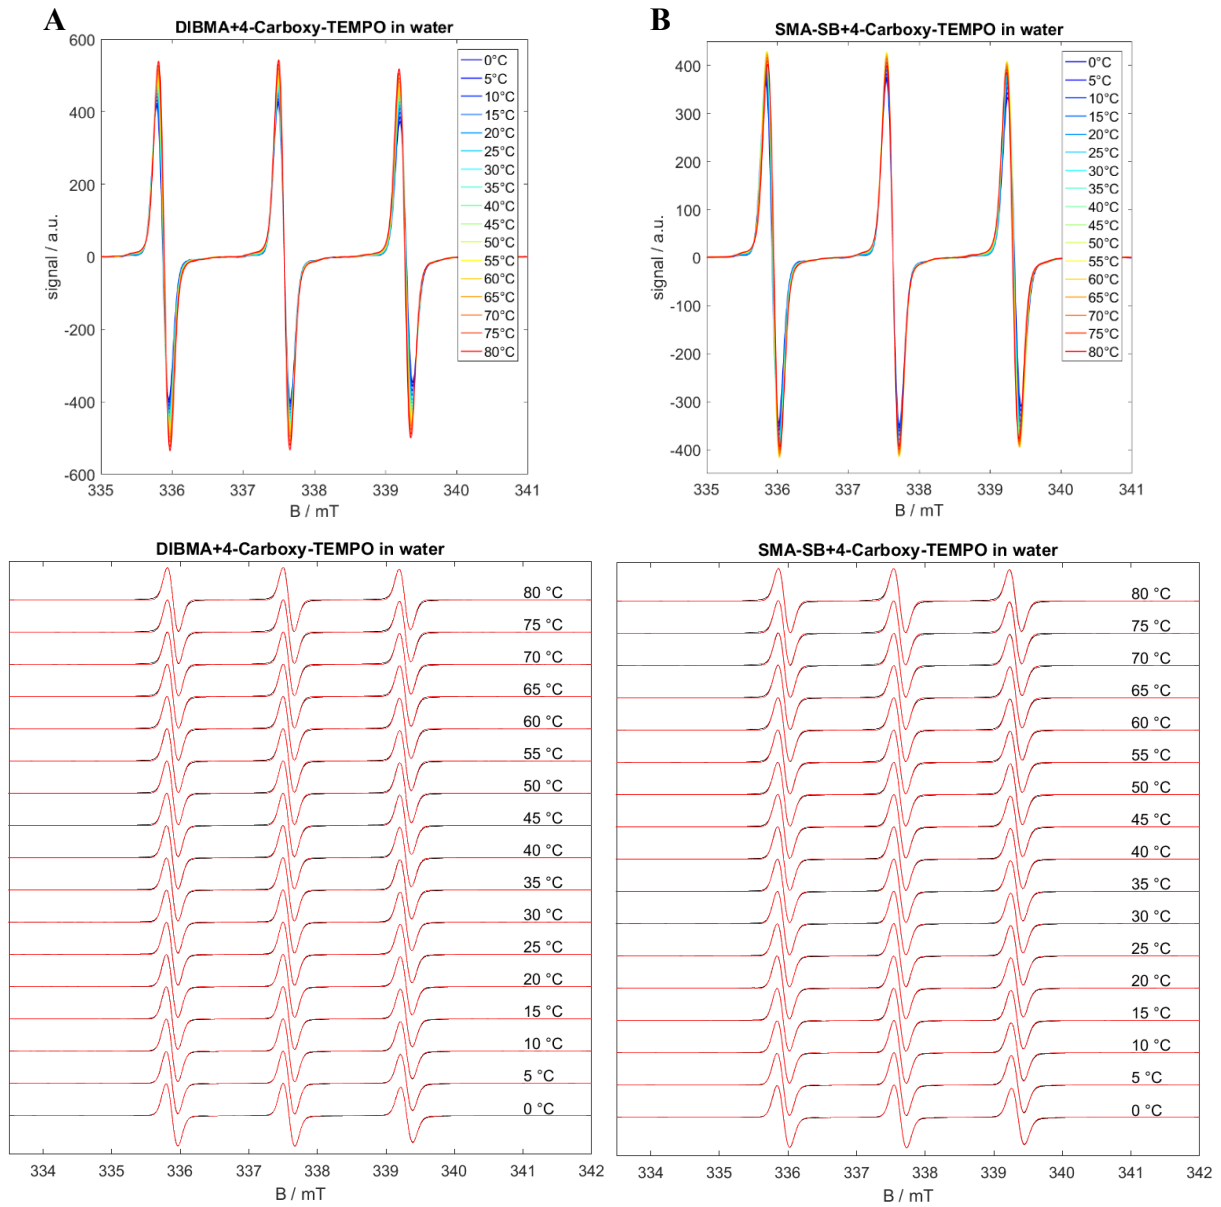 A
DIBMA+4-Carboxy-TEMPO in water
600
400
200
0
-200
-400
-600
signal / a.u.
335
336
337
338
339
340
341
B / mT
0°C
5°C
10°C
15°C
20°C
25°C
30°C
35°C
40°C
45°C
50°C
55°C
60°C
65°C
70°C
75°C
80°C
B
SMA-SB+4-Carboxy-TEMPO in water
400
300
200
100
0
-100
-200
-300
-400
signal / a.u.
335
336
337
338
339
340
341
B / mT
0°C
5°C
10°C
15°C
20°C
25°C
30°C
35°C
40°C
45°C
50°C
55°C
60°C
65°C
70°C
75°C
80°C
DIBMA+4-Carboxy-TEMPO in water
80 °C
75 °C
70 °C
65 °C
60 °C
55 °C
50 °C
45 °C
40 °C
35 °C
30 °C
25 °C
20 °C
15 °C
10 °C
5 °C
0 °C
334
335
336
337
338
339
340
341
342
B / mT
SMA-SB+4-Carboxy-TEMPO in water
80 °C
75 °C
70 °C
65 °C
60 °C
55 °C
50 °C
45 °C
40 °C
35 °C
30 °C
25 °C
20 °C
15 °C
10 °C
5 °C
0 °C
334
335
336
337
338
339
340
341
342
B / mT